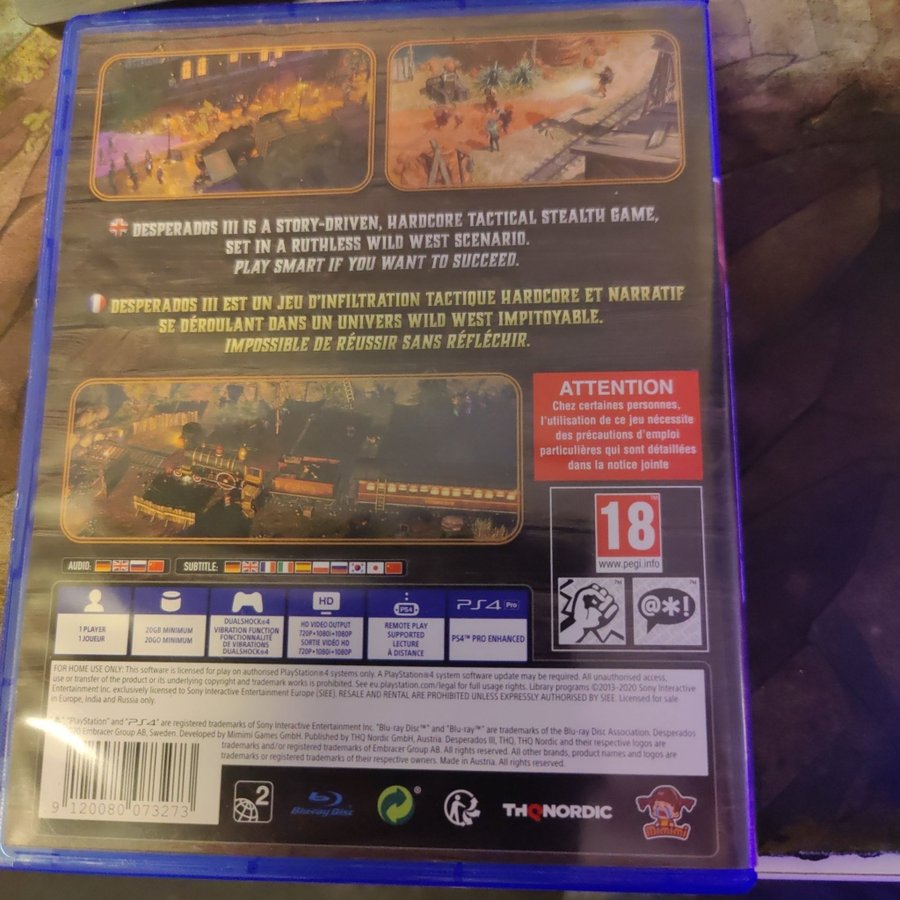 DESPERADOS III IS A STORY-DRIVEN, HARDCORE TACTICAL STEALTH GAME,
SET IN A RUTHLESS WILD WEST SCENARIO.
PLAY SMART IF YOU WANT TO SUCCEED.
DESPERADOS III EST UN JEU D'INFILTRATION TACTIQUE HARDCORE ET NARRATIF
SE DÉROULANT DANS UN UNIVERS WILD WEST IMPITOYABLE.
IMPOSSIBLE DE RÉUSSIR SANS RÉFLÉCHIR.
ATTENTION
Chez certaines personnes,
l'utilisation de ce jeu nécessite
des précautions d'emploi
particulières qui sont détaillées
dans la notice jointe
18
www.pegi.info
@*!
AUDIO:
SUBTITLE:
1 PLAYER
1 JOUEUR
20GB MINIMUM
20GO MINIMUM
DUALSHOCK®4
VIBRATION FUNCTION
FONCTIONNALITÉ
DE VIBRATIONS
DUALSHOCK®4
HD
HD VIDEO OUTPUT
720P•1080i•1080P
SORTIE VIDÉO HD
720P•1080i•1080P
PS4
REMOTE PLAY
SUPPORTED
LECTURE
À DISTANCE
PS4 Pro
PS4™ PRO ENHANCED
FOR HOME USE ONLY: This software is licensed for play on authorised PlayStation®4 systems only. A PlayStation®4 system software update may be required. All unauthorised access,
use or transfer of the product or its underlying copyright and trademark works is prohibited. See eu.playstation.com/legal for full usage rights. Library programs ©2013-2020 Sony Interactive
Entertainment Inc. exclusively licensed to Sony Interactive Entertainment Europe (SIEE). RESALE AND RENTAL ARE PROHIBITED UNLESS EXPRESSLY AUTHORISED BY SIEE. Licensed for sale
in Europe, India and Russia only.
"PlayStation" and "PS4" are registered trademarks of Sony Interactive Entertainment Inc. "Blu-ray Disc™" and "Blu-ray™" are trademarks of the Blu-ray Disc Association. Desperados
Embracer Group AB, Sweden. Developed by Mimimi Games GmbH. Published by THQ Nordic GmbH, Austria. Desperados III, THQ, THQ Nordic and their respective logos are
trademarks and/or registered trademarks of Embracer Group AB. All rights reserved. All other brands, product names and logos are
trademarks or registered trademarks of their respective owners. Made in Austria. All rights reserved.
9 120080 073273
2
Blu-ray Disc
®
THQ NORDIC
mimimi